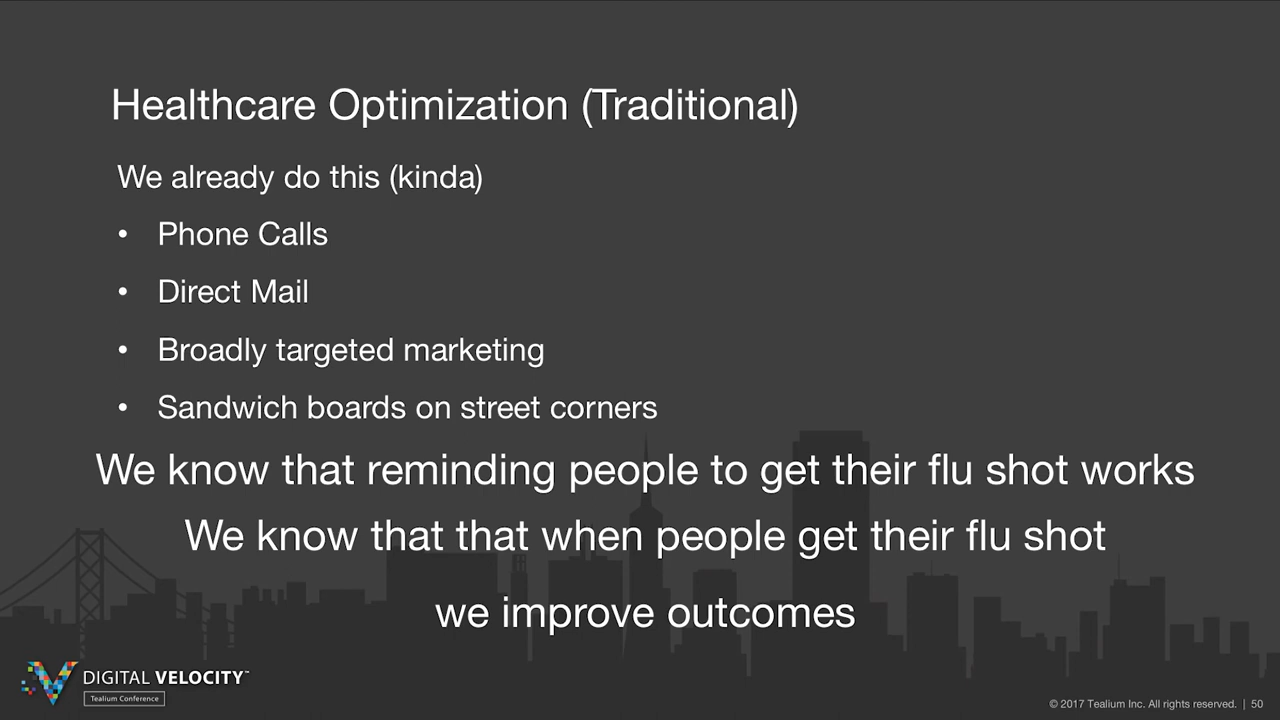 Healthcare Optimization (Traditional)
We already do this (kinda)
• Phone Calls
• Direct Mail
• Broadly targeted marketing
• Sandwich boards on street corners
We know that reminding people to get their flu shot works
We know that that when people get their flu shot
we improve outcomes
DIGITAL VELOCITY™
Tealium Conference
© 2017 Tealium Inc. All rights reserved. | 50